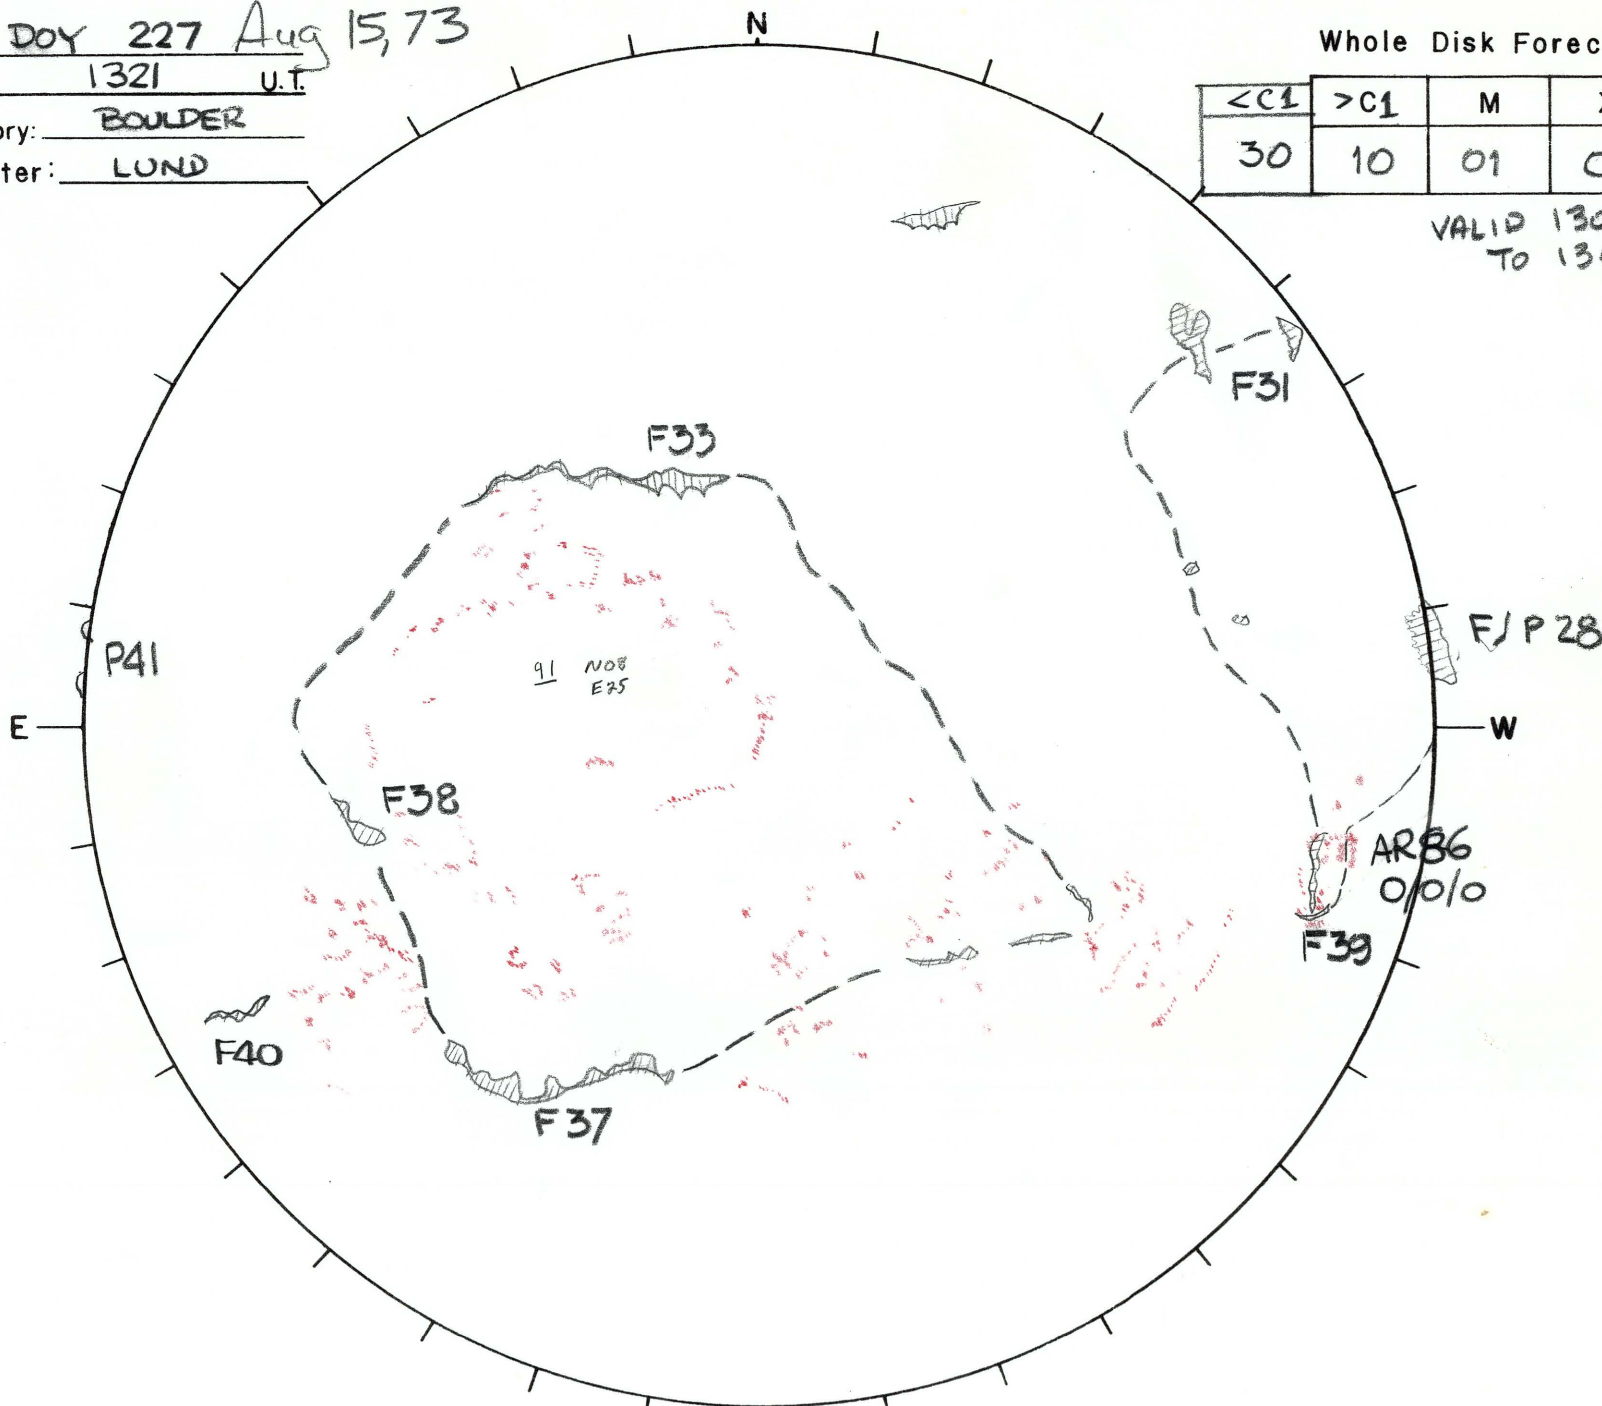 DOY 227 Aug 15, 73
1321 U.T.
ory: BOULDER
ter: LUND
N
Whole Disk Forec
<C1 >C1 M
30 10 01
VALID 130
TO 13
F31
F33
F/P 28
P41
91 N08
E25
E
W
F38
AR86
0/0/0
F39
F40
F37